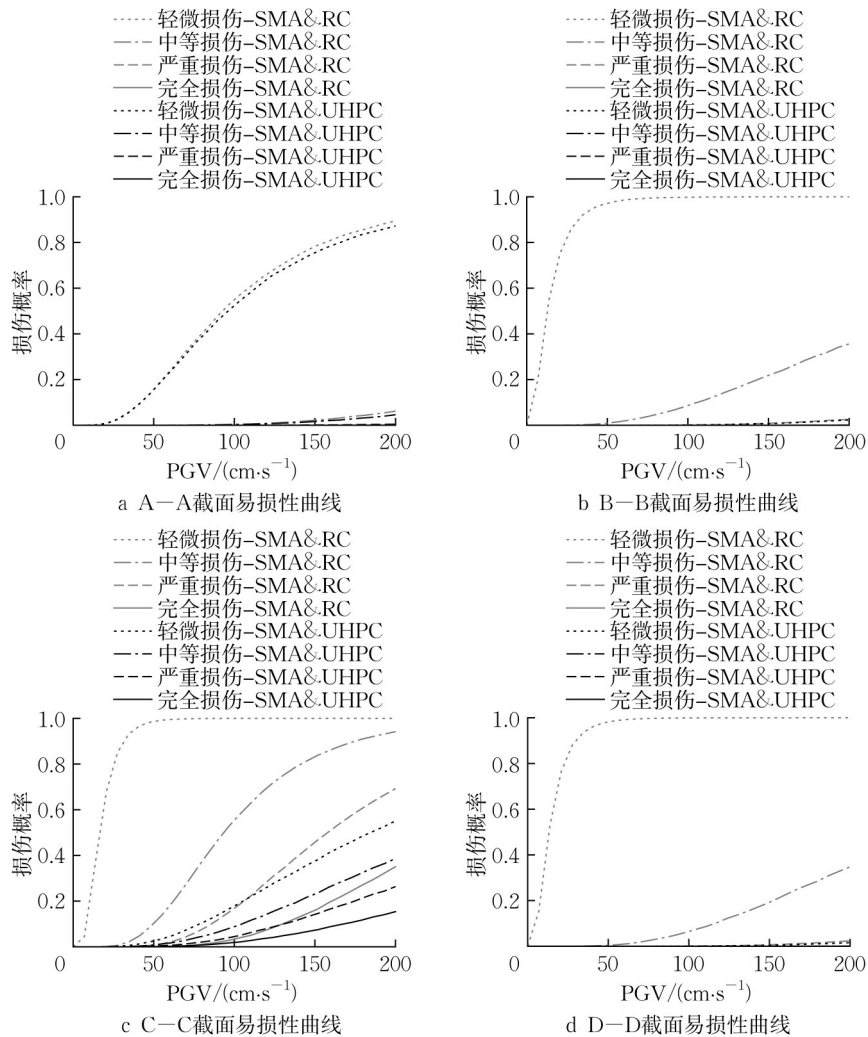 轻微损伤-SMA&RC
中等损伤-SMA&RC
严重损伤-SMA&RC
完全损伤-SMA&RC
轻微损伤-SMA&UHPC
中等损伤-SMA&UHPC
严重损伤-SMA&UHPC
完全损伤-SMA&UHPC
1.0
0.8
0.6
0.4
0.2
损伤概率
0 50 100 150 200
PGV/(cm·s⁻¹)
a A—A截面易损性曲线
轻微损伤-SMA&RC
中等损伤-SMA&RC
严重损伤-SMA&RC
完全损伤-SMA&RC
轻微损伤-SMA&UHPC
中等损伤-SMA&UHPC
严重损伤-SMA&UHPC
完全损伤-SMA&UHPC
1.0
0.8
0.6
0.4
0.2
损伤概率
0 50 100 150 200
PGV/(cm·s⁻¹)
b B—B截面易损性曲线
轻微损伤-SMA&RC
中等损伤-SMA&RC
严重损伤-SMA&RC
完全损伤-SMA&RC
轻微损伤-SMA&UHPC
中等损伤-SMA&UHPC
严重损伤-SMA&UHPC
完全损伤-SMA&UHPC
1.0
0.8
0.6
0.4
0.2
损伤概率
0 50 100 150 200
PGV/(cm·s⁻¹)
c C—C截面易损性曲线
轻微损伤-SMA&RC
中等损伤-SMA&RC
严重损伤-SMA&RC
完全损伤-SMA&RC
轻微损伤-SMA&UHPC
中等损伤-SMA&UHPC
严重损伤-SMA&UHPC
完全损伤-SMA&UHPC
1.0
0.8
0.6
0.4
0.2
损伤概率
0 50 100 150 200
PGV/(cm·s⁻¹)
d D—D截面易损性曲线